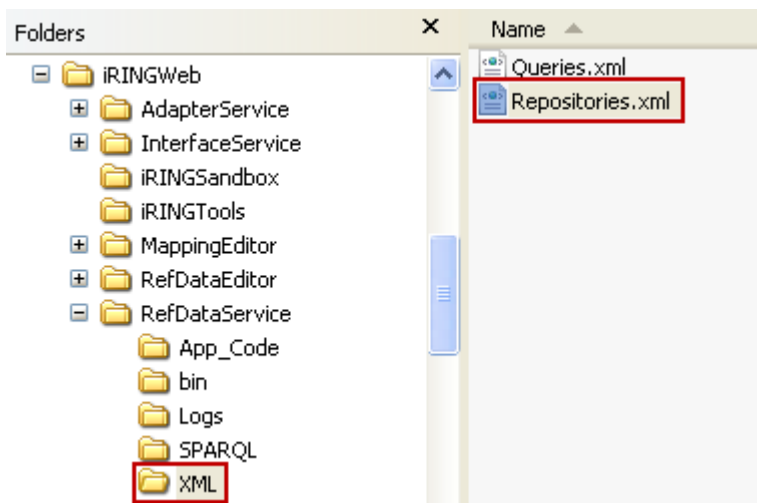 Folders
iRINGWeb
AdapterService
InterfaceService
iRINGSandbox
iRINGTools
MappingEditor
RefDataEditor
RefDataService
App_Code
bin
Logs
SPARQL
XML
Name
Queries.xml
Repositories.xml